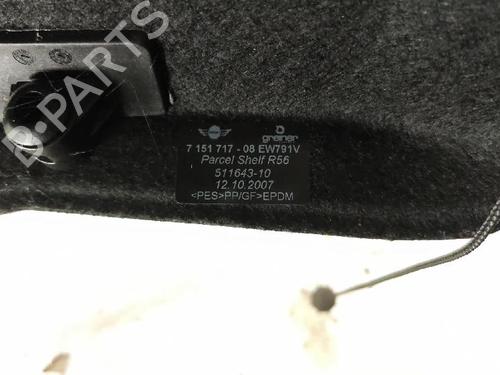 B-PARTS
greiner
7 151 717 - 08 EW791V
Parcel Shelf R56
511643-10
12.10.2007
<PES>PP/GF>EPDM